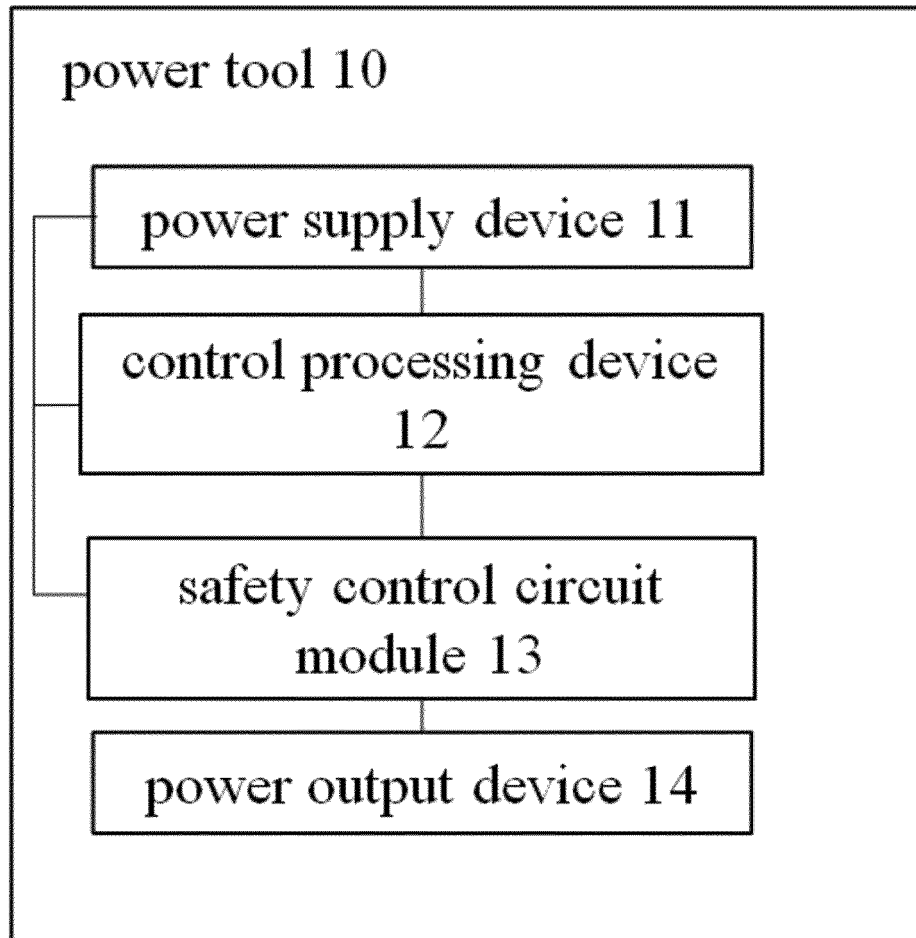 power tool 10
power supply device 11
control processing device
12
safety control circuit
module 13
power output device 14